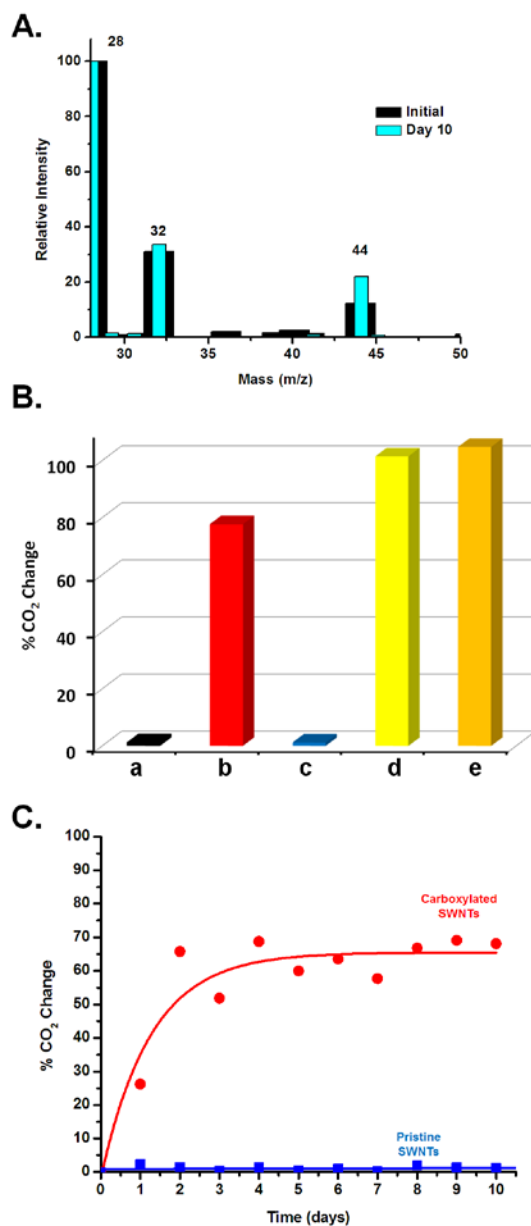 A.
28
100
80
60
40
20
0
Relative Intensity
Initial
Day 10
32
44
30
35
40
45
50
Mass (m/z)
B.
100
80
60
40
20
0
% CO₂ Change
a b c d e
C.
100
90
80
70
60
50
40
30
20
10
0
% CO₂ Change
Carboxylated
SWNTs
Pristine
SWNTs
0 1 2 3 4 5 6 7 8 9 10
Time (days)